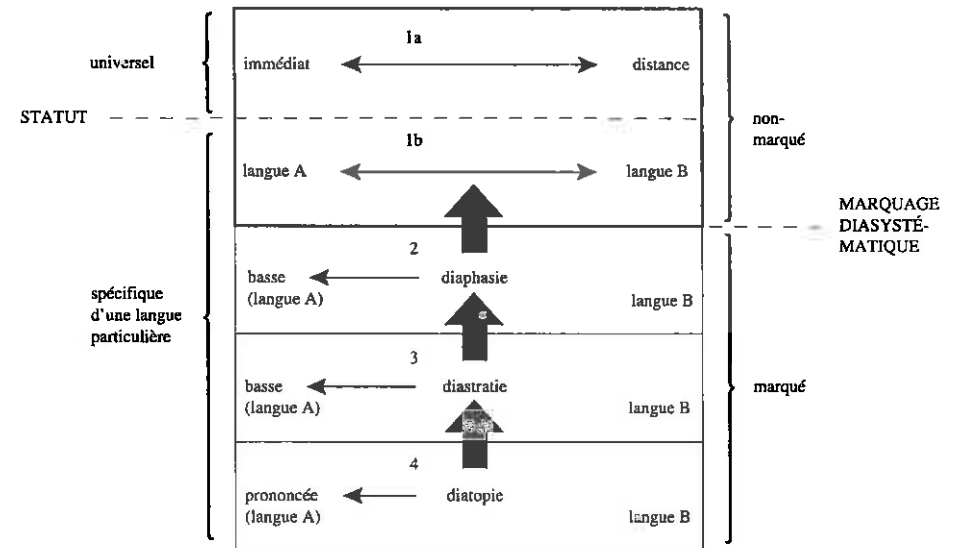 1a
universel
immédiat
distance
STATUT
non-
marqué
1b
langue A
langue B
MARQUAGE
DIASYSTÉ-
MATIQUE
2
basse
(langue A)
diaphasie
langue B
spécifique
d'une langue
particulière
3
basse
(langue A)
diastratie
langue B
marqué
4
prononcée
(langue A)
diatopie
langue B